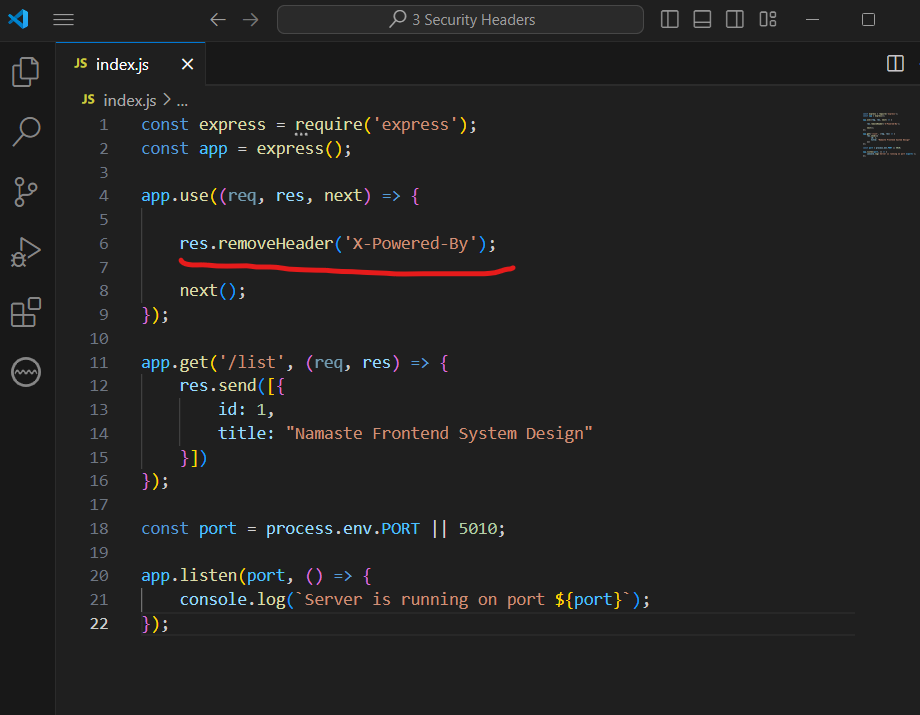 3 Security Headers
JS index.js
JS index.js > ...
1 const express = require('express');
2 const app = express();
3
4 app.use((req, res, next) => {
5
6 res.removeHeader('X-Powered-By');
7
8 next();
9 });
10
11 app.get('/list', (req, res) => {
12 res.send([{
13 id: 1,
14 title: "Namaste Frontend System Design"
15 }])
16 });
17
18 const port = process.env.PORT || 5010;
19
20 app.listen(port, () => {
21 console.log(`Server is running on port ${port}`);
22 });